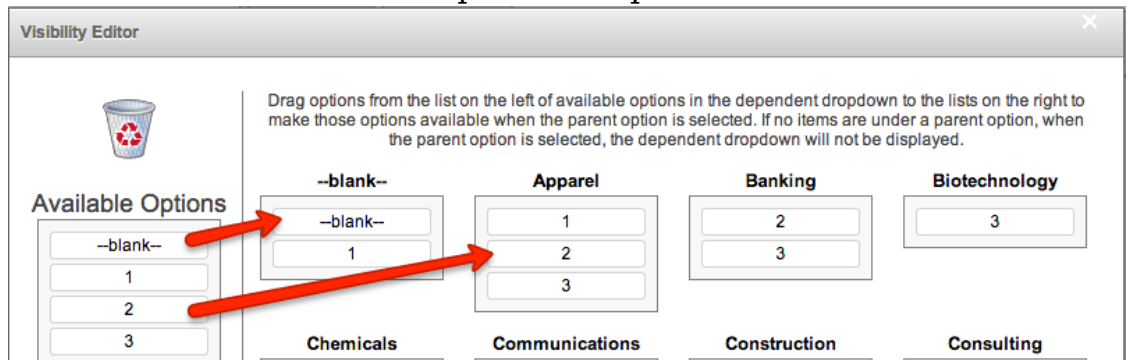 Visibility Editor
Drag options from the list on the left of available options in the dependent dropdown to the lists on the right to
make those options available when the parent option is selected. If no items are under a parent option, when
the parent option is selected, the dependent dropdown will not be displayed.
Available Options
--blank--
1
2
3
--blank--
--blank--
1
Apparel
1
2
3
Banking
2
3
Biotechnology
3
Chemicals
Communications
Construction
Consulting